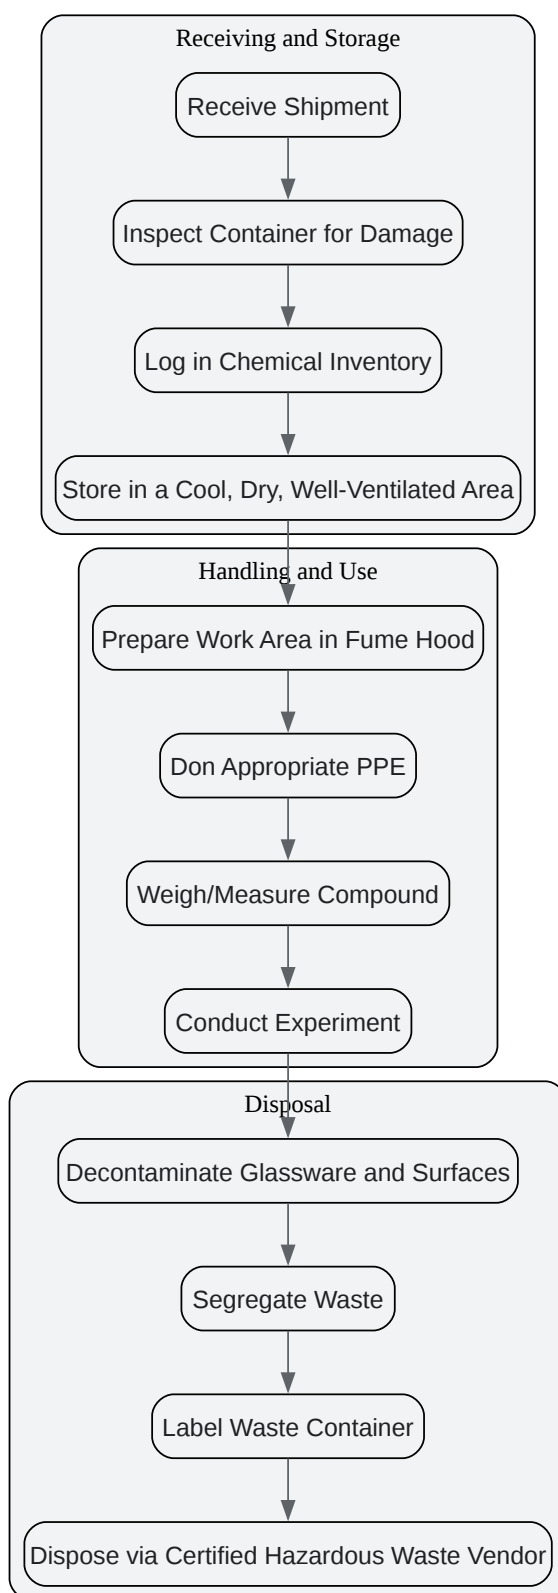 Receiving and Storage
Receive Shipment
Inspect Container for Damage
Log in Chemical Inventory
Store in a Cool, Dry, Well-Ventilated Area
Handling and Use
Prepare Work Area in Fume Hood
Don Appropriate PPE
Weigh/Measure Compound
Conduct Experiment
Disposal
Decontaminate Glassware and Surfaces
Segregate Waste
Label Waste Container
Dispose via Certified Hazardous Waste Vendor